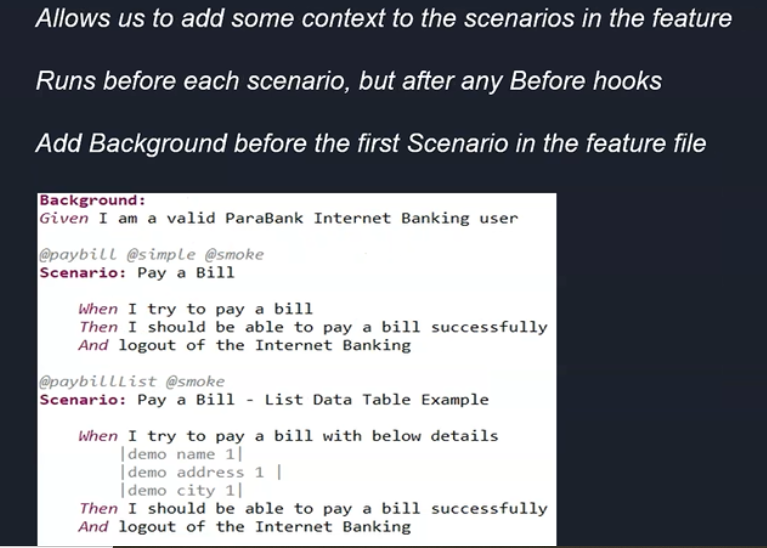 Allows us to add some context to the scenarios in the feature
Runs before each scenario, but after any Before hooks
Add Background before the first Scenario in the feature file
Background:
Given I am a valid ParaBank Internet Banking user
@paybill @simple @smoke
Scenario: Pay a Bill
When I try to pay a bill
Then I should be able to pay a bill successfully
And logout of the Internet Banking
@paybillList @smoke
Scenario: Pay a Bill - List Data Table Example
When I try to pay a bill with below details
|demo name 1|
|demo address 1 |
|demo city 1|
Then I should be able to pay a bill successfully
And logout of the Internet Banking